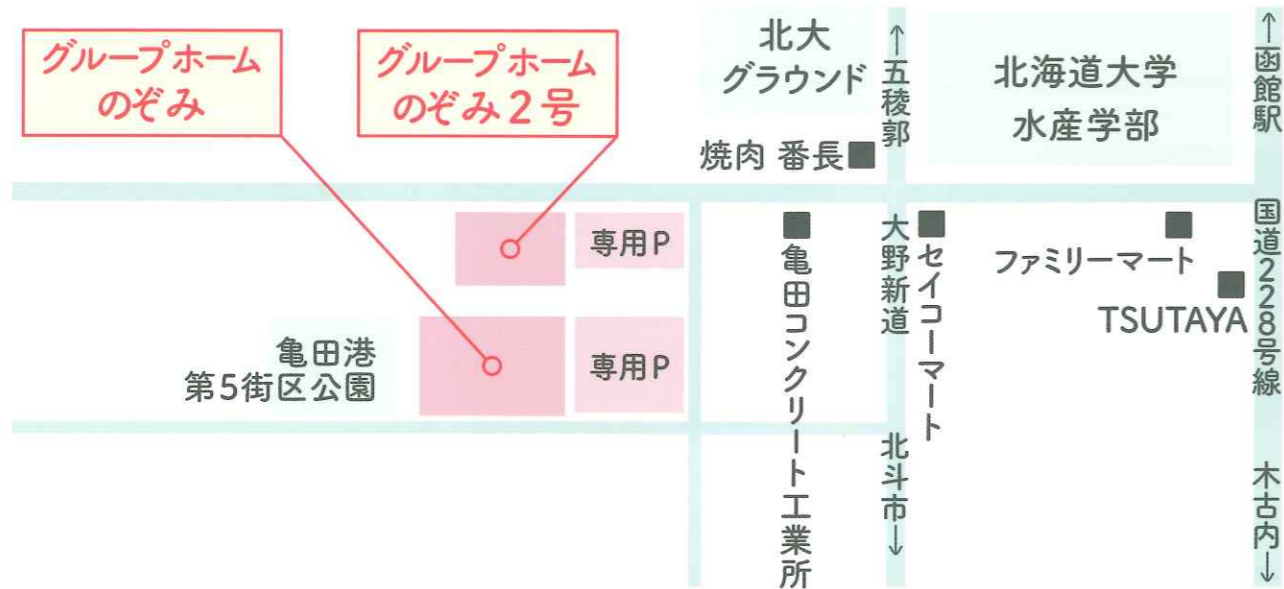 グループホーム
のぞみ
グループホーム
のぞみ2号
北大
グラウンド
↑五稜郭
北海道大学
水産学部
↑函館駅
焼肉 番長■
専用P
■亀田コンクリート工業所
大野新道
■セイコーマート
ファミリーマート
TSUTAYA
国道228号線
亀田港
第5街区公園
専用P
北斗市↓
木古内↓